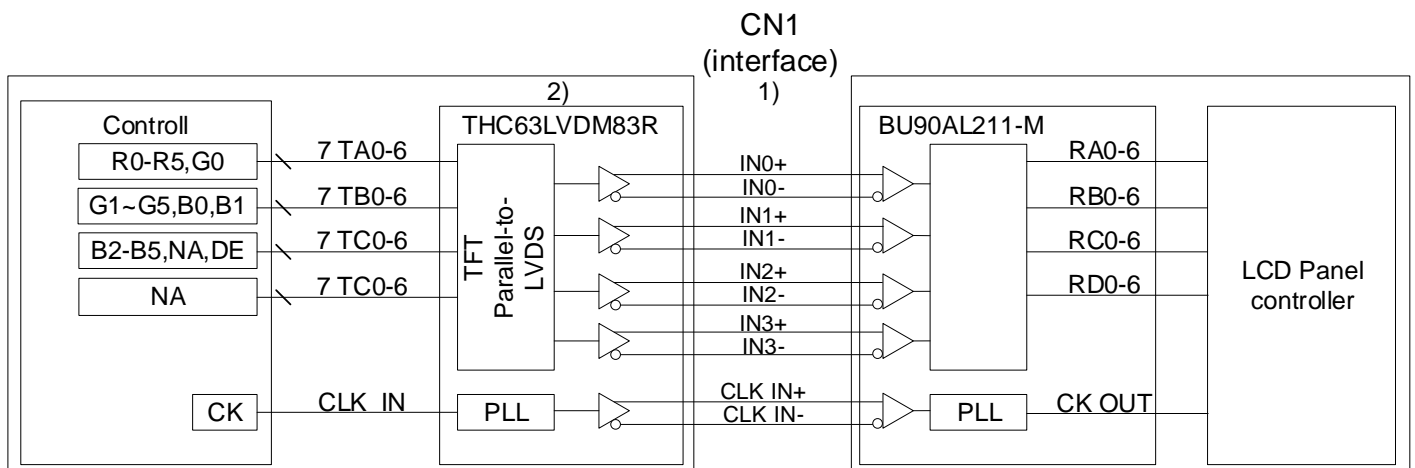 CN1
(interface)
2)
1)
Controll
THC63LVDM83R
BU90AL211-M
R0-R5,G0
7 TA0-6
IN0+
IN0-
RA0-6
G1~G5,B0,B1
7 TB0-6
IN1+
IN1-
RB0-6
B2-B5,NA,DE
7 TC0-6
IN2+
IN2-
RC0-6
NA
7 TC0-6
IN3+
IN3-
RD0-6
TFT
Parallel-to-
LVDS
LCD Panel
controller
CK
CLK IN
PLL
CLK IN+
CLK IN-
PLL
CK OUT